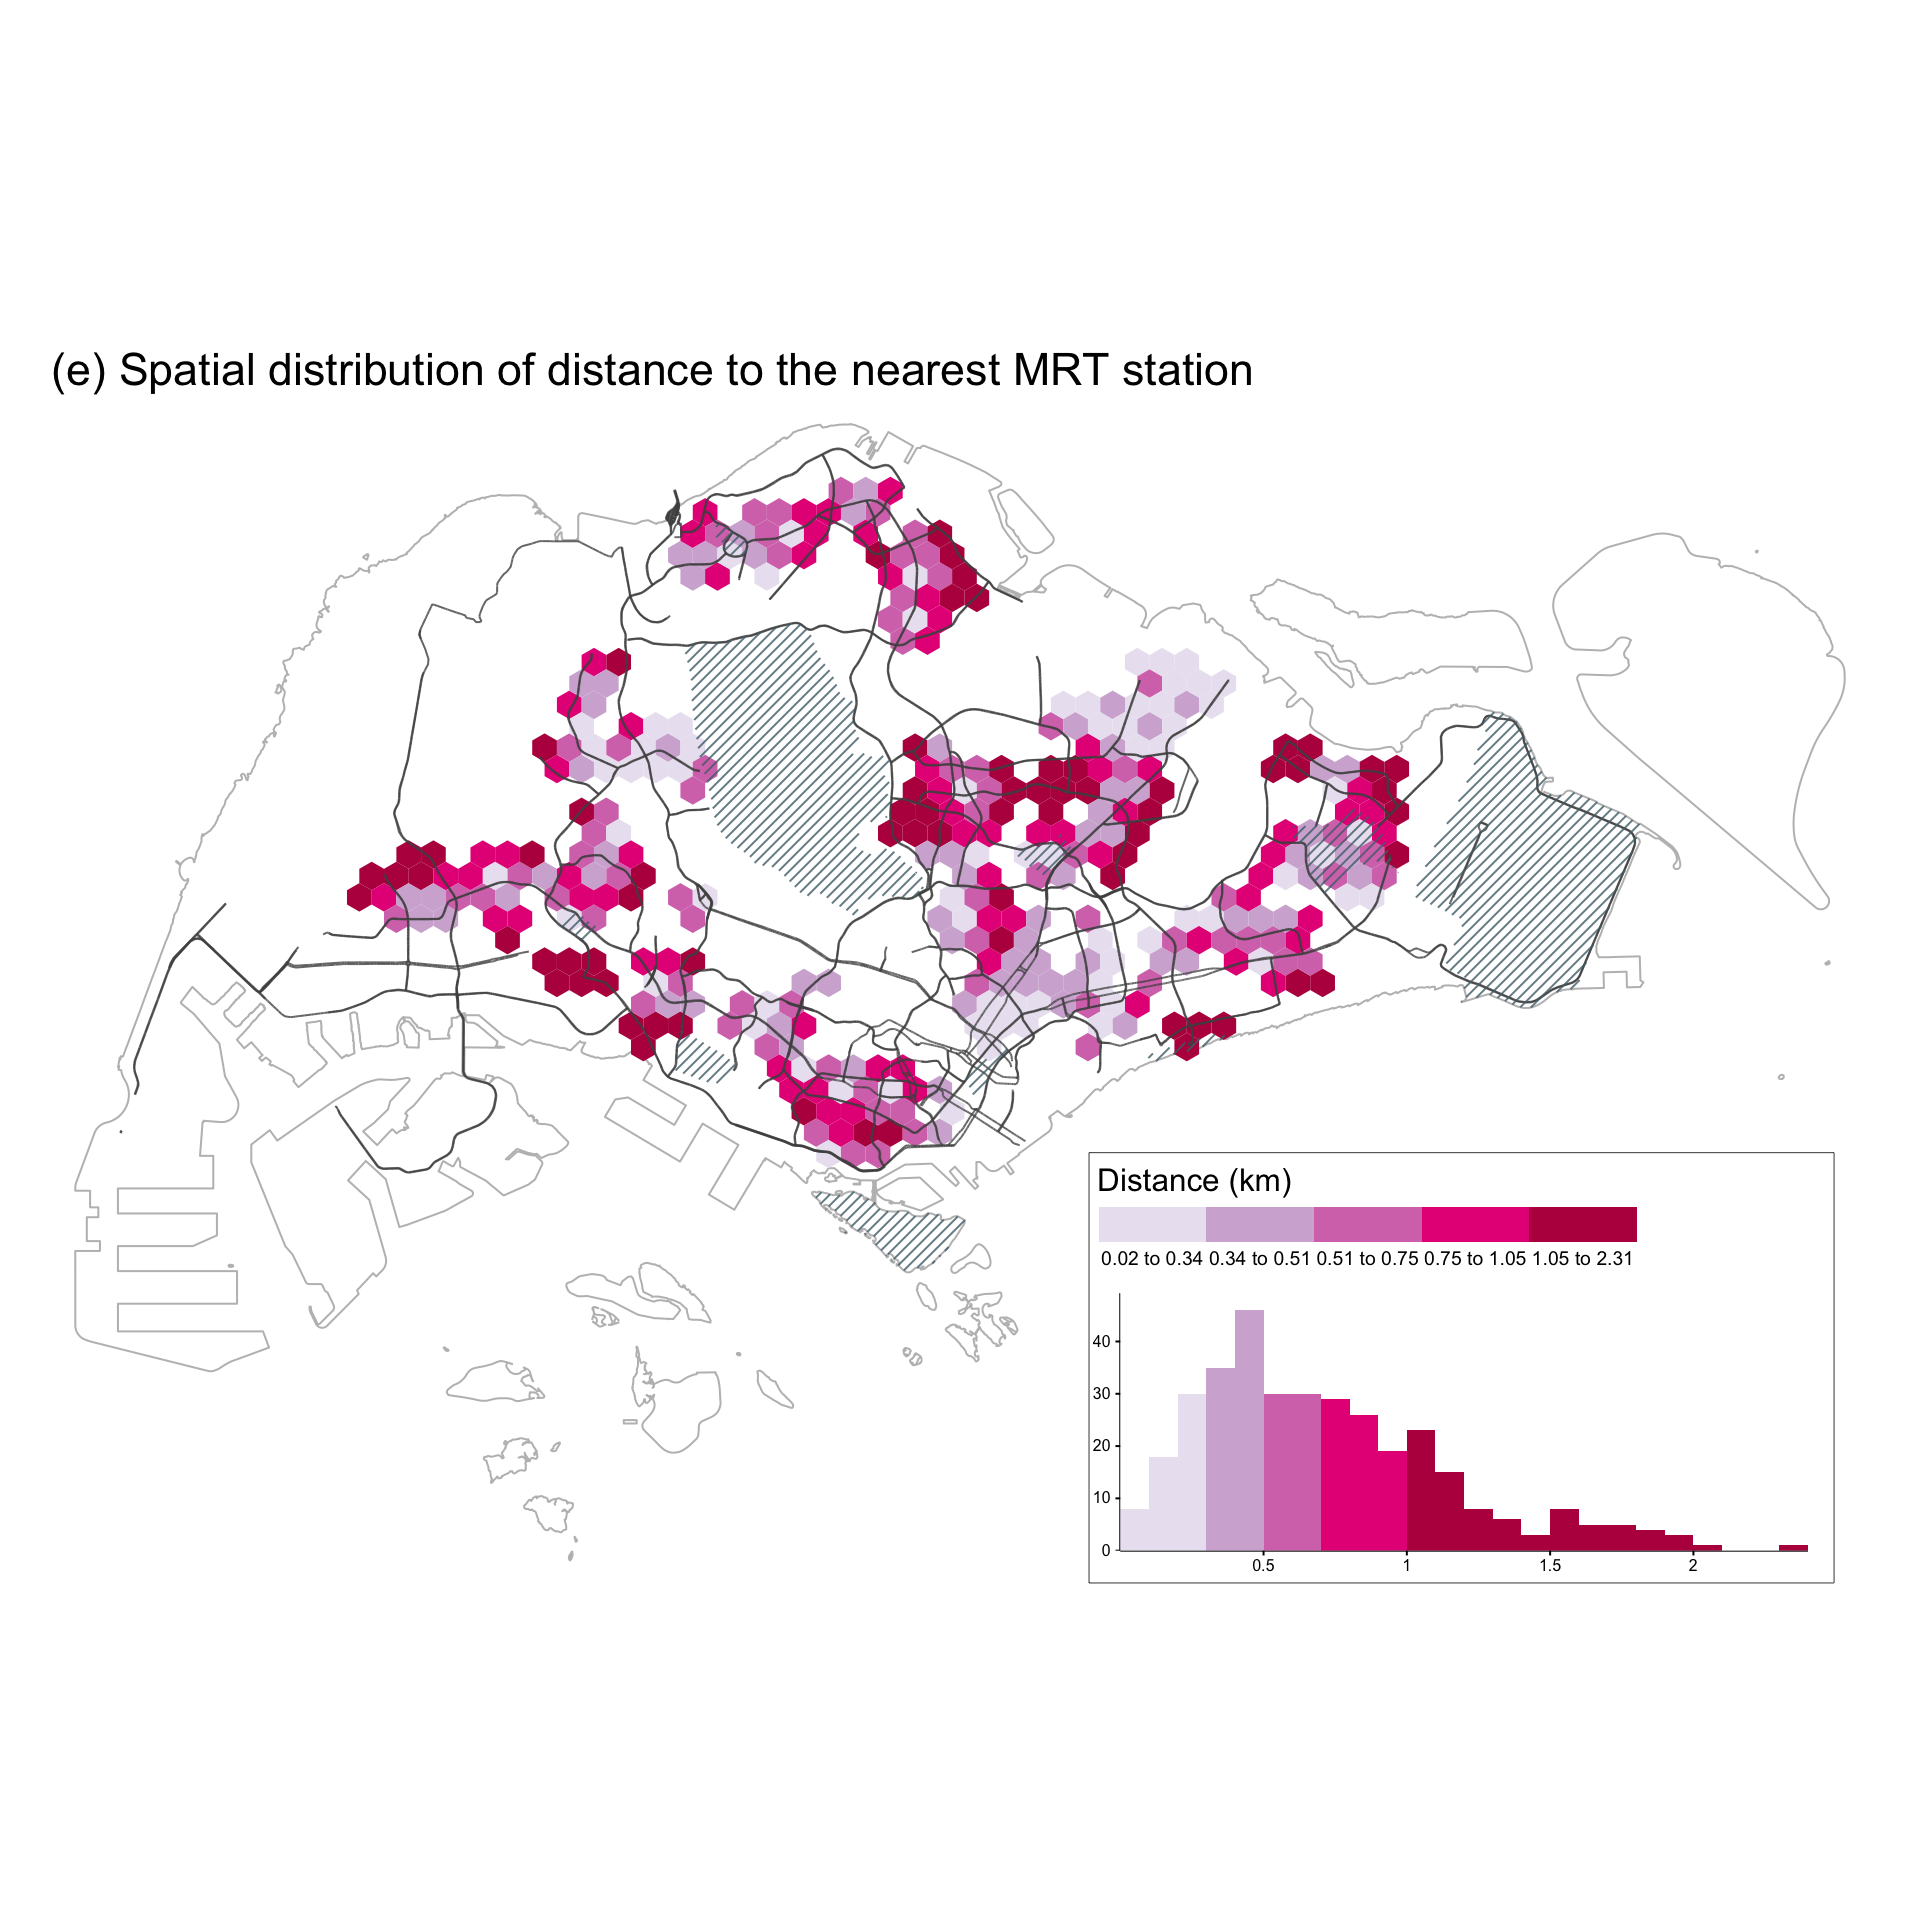 (e) Spatial distribution of distance to the nearest MRT station
Distance (km)
0.02 to 0.34 0.34 to 0.51 0.51 to 0.75 0.75 to 1.05 1.05 to 2.31
40
30
20
10
0
0.5 1 1.5 2